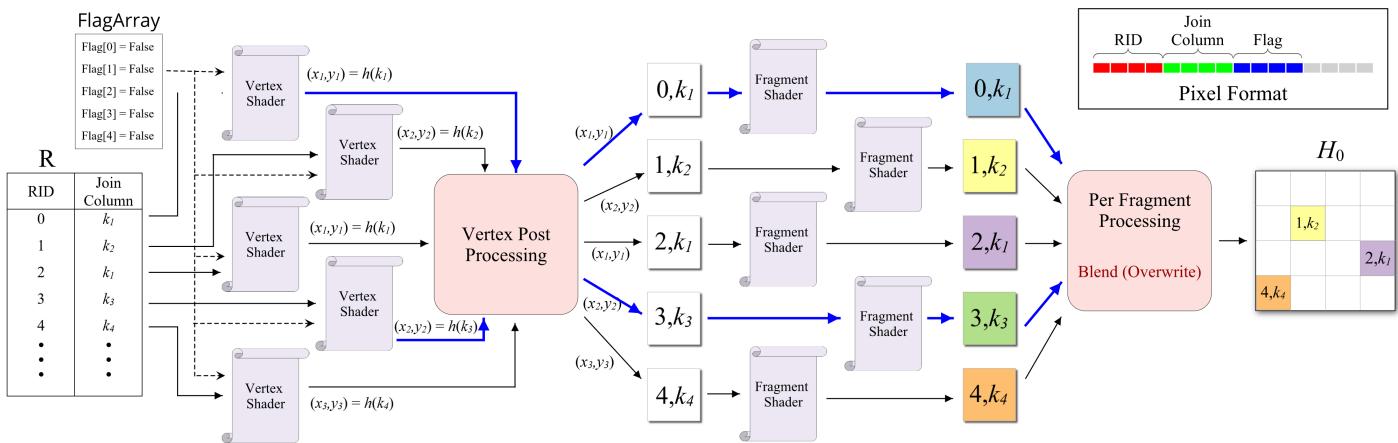 FlagArray
Flag[0] = False
Flag[1] = False
Flag[2] = False
Flag[3] = False
Flag[4] = False
R
RID
Join
Column
0
k1
1
k2
2
k1
3
k3
4
k4
Vertex
Shader
Vertex
Shader
Vertex
Shader
Vertex
Shader
Vertex
Shader
(x1,y1) = h(k1)
(x2,y2) = h(k2)
(x1,y1) = h(k1)
(x2,y2) = h(k3)
(x3,y3) = h(k4)
Vertex Post
Processing
(x1,y1)
(x2,y2)
(x1,y1)
(x2,y2)
(x3,y3)
0,k1
1,k2
2,k1
3,k3
4,k4
Fragment
Shader
Fragment
Shader
Fragment
Shader
Fragment
Shader
Fragment
Shader
0,k1
1,k2
2,k1
3,k3
4,k4
Per Fragment
Processing
Blend (Overwrite)
RID
Join
Column
Flag
Pixel Format
H0
1,k2
2,k1
4,k4